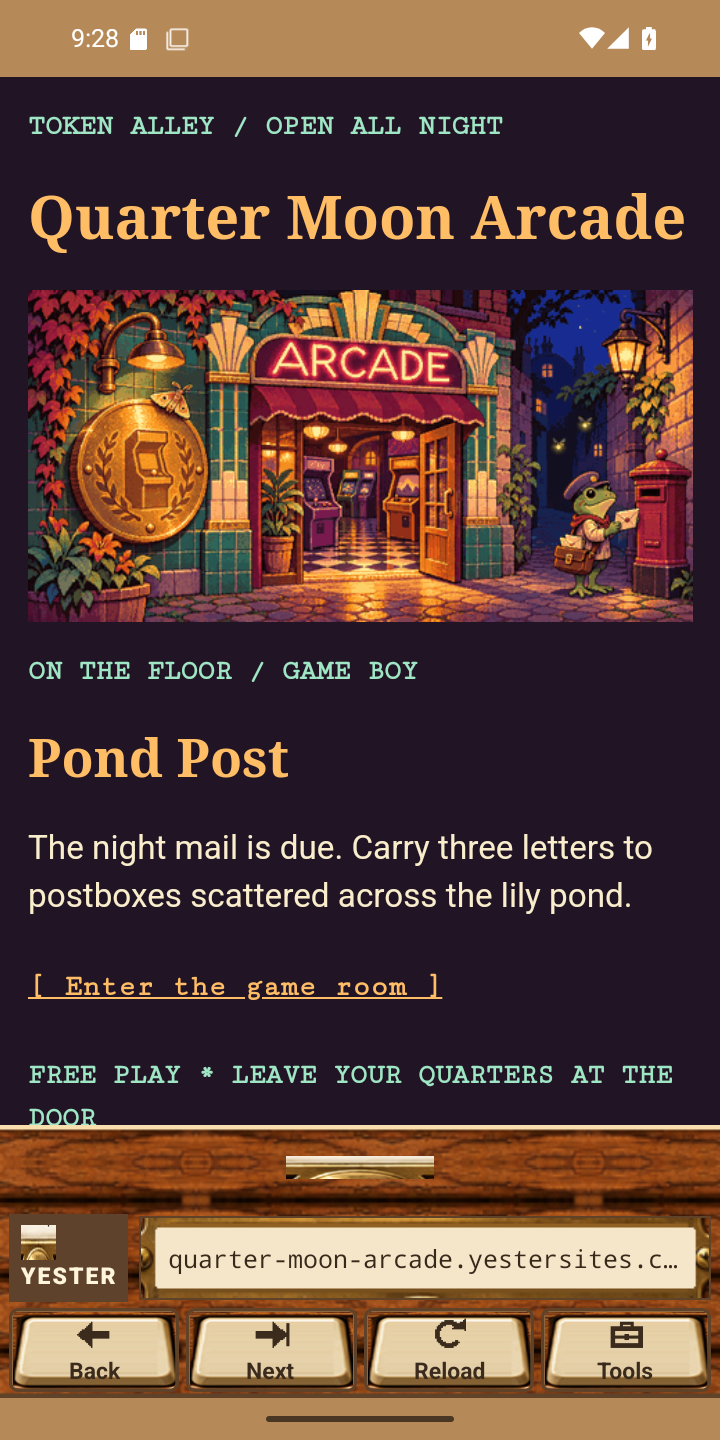 9:28
TOKEN ALLEY / OPEN ALL NIGHT
Quarter Moon Arcade
ARCADE
ON THE FLOOR / GAME BOY
Pond Post
The night mail is due. Carry three letters to
postboxes scattered across the lily pond.
[ Enter the game room ]
FREE PLAY * LEAVE YOUR QUARTERS AT THE
DOOR
YESTER
quarter-moon-arcade.yestersites.c…
Back
Next
Reload
Tools